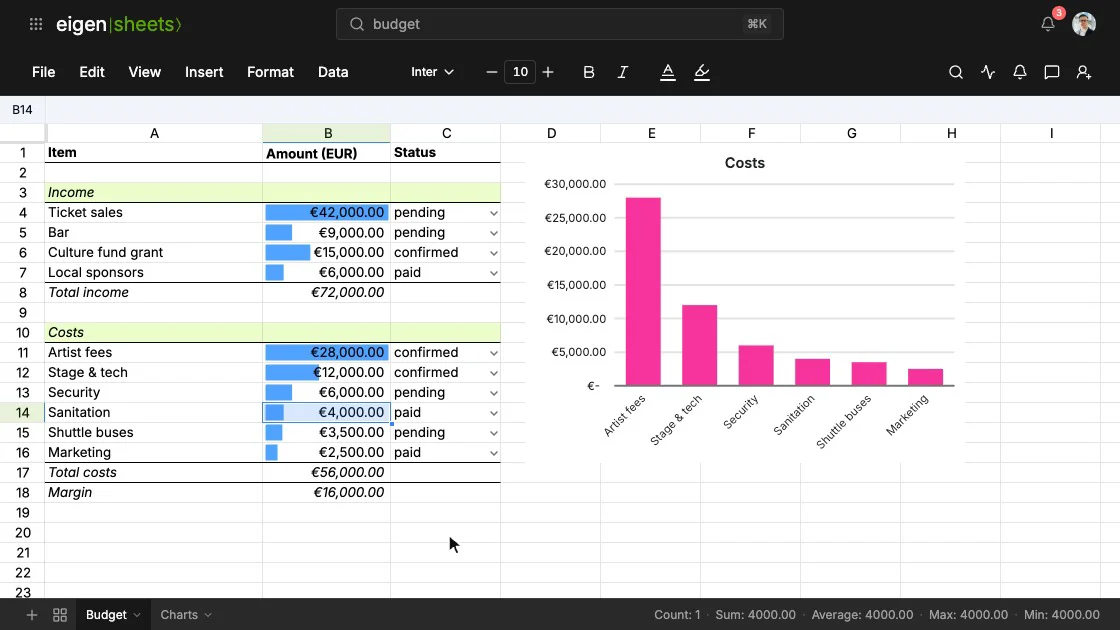 eigen|sheets⟩
budget
⌘K
3
File Edit View Insert Format Data
Inter
10
B I A
B14
A B C D E F G H I
1 Item Amount (EUR) Status
2
3 Income
4 Ticket sales €42,000.00 pending
5 Bar €9,000.00 pending
6 Culture fund grant €15,000.00 confirmed
7 Local sponsors €6,000.00 paid
8 Total income €72,000.00
9
10 Costs
11 Artist fees €28,000.00 confirmed
12 Stage & tech €12,000.00 confirmed
13 Security €6,000.00 pending
14 Sanitation €4,000.00 paid
15 Shuttle buses €3,500.00 pending
16 Marketing €2,500.00 paid
17 Total costs €56,000.00
18 Margin €16,000.00
19
20
21
22
23
Costs
€30,000.00
€25,000.00
€20,000.00
€15,000.00
€10,000.00
€5,000.00
€-
Artist fees
Stage & tech
Security
Sanitation
Shuttle buses
Marketing
Budget Charts
Count: 1 · Sum: 4000.00 · Average: 4000.00 · Max: 4000.00 · Min: 4000.00